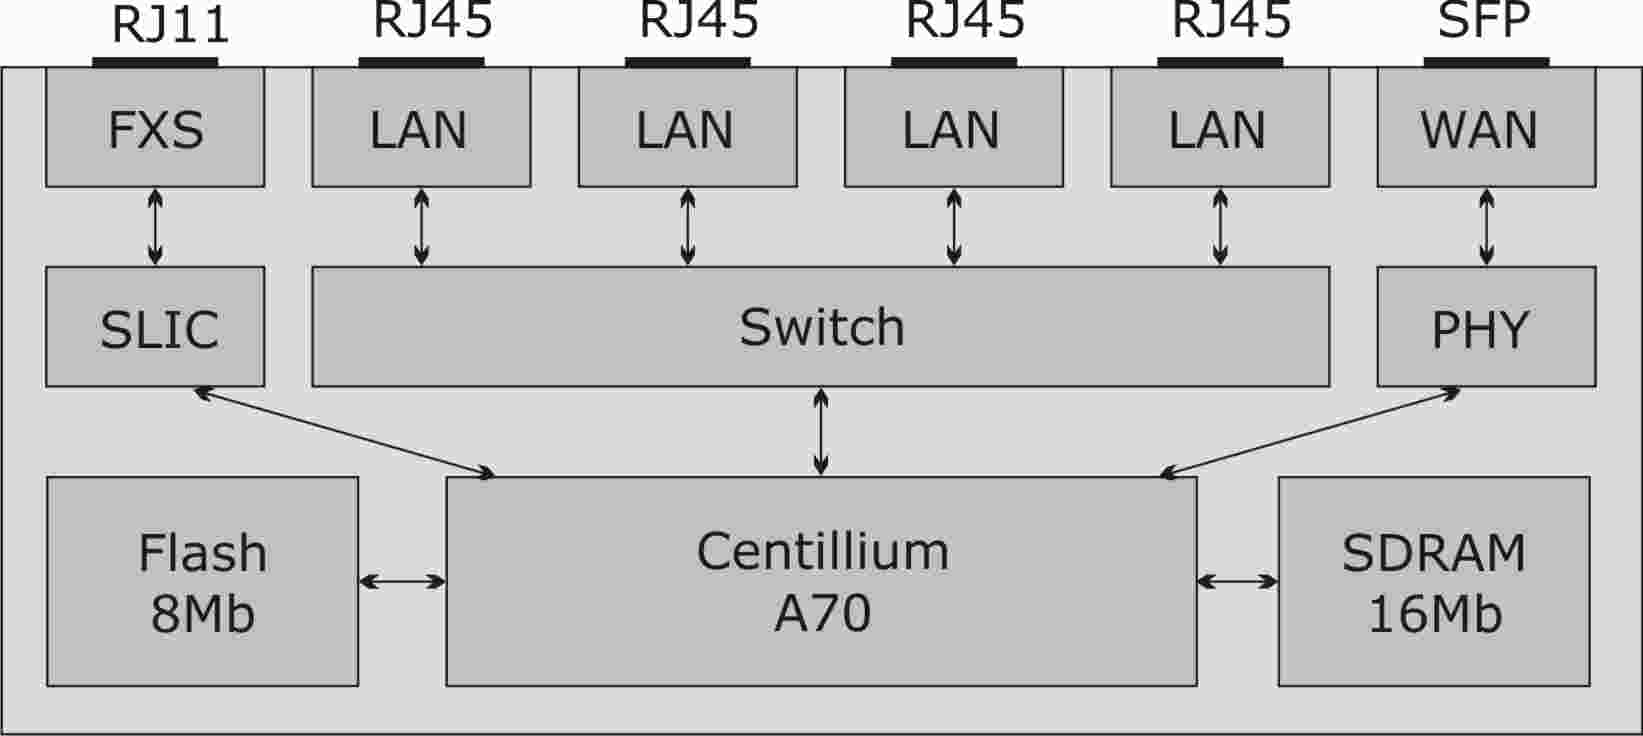 RJ11 RJ45 RJ45 RJ45 RJ45 SFP
FXS LAN LAN LAN LAN WAN
SLIC Switch PHY
Flash
8Mb
Centillium
A70
SDRAM
16Mb